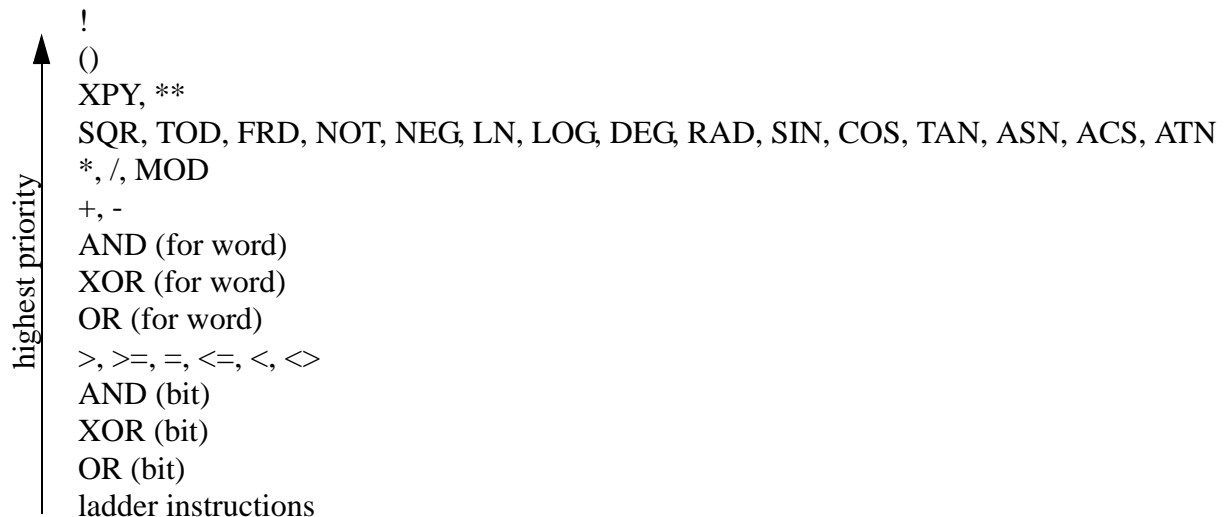 !
()
XPY, **
SQR, TOD, FRD, NOT, NEG, LN, LOG, DEG, RAD, SIN, COS, TAN, ASN, ACS, ATN
*, /, MOD
+, -
AND (for word)
XOR (for word)
OR (for word)
>, >=, =, <=, <, <>
AND (bit)
XOR (bit)
OR (bit)
ladder instructions
highest priority